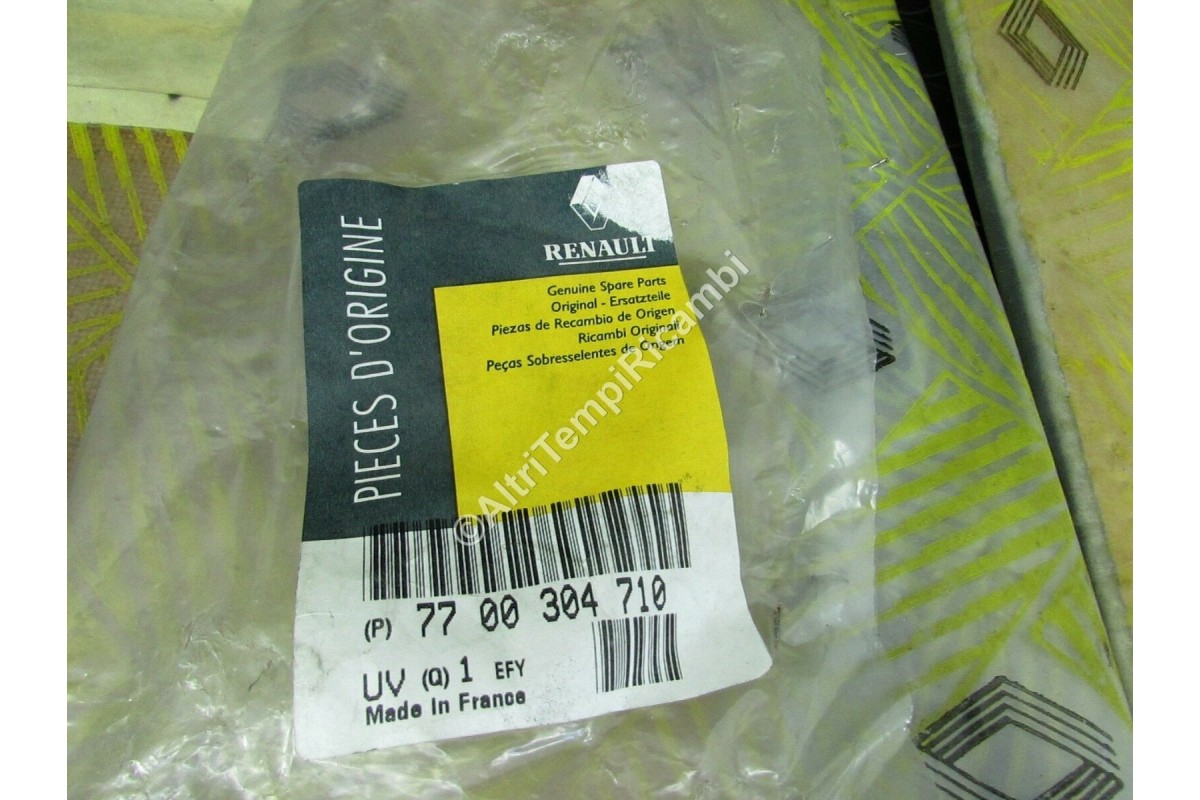 RENAULT
PIECES D'ORIGINE
Genuine Spare Parts
Original - Ersatzteile
Piezas de Recambio de Origen
Ricambi Originali
Peças Sobresselentes de Origem
©AltriTempiRicambi
(P) 77 00 304 710
UV (Q) 1 EFY
Made In France